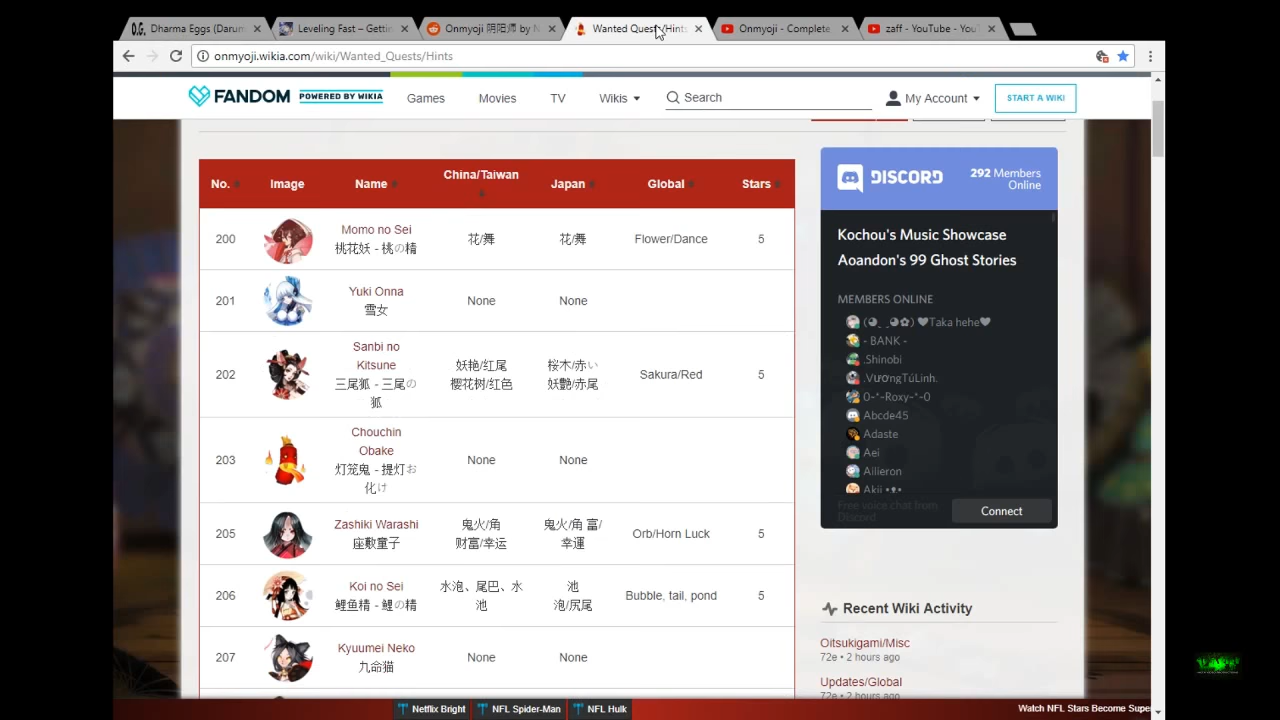 Dharma Eggs (Darum
Leveling Fast – Gettin
Onmyoji 阴阳师 by N
Wanted Quests/Hints
Onmyoji - Complete
zaff - YouTube - You
onmyoji.wikia.com/wiki/Wanted_Quests/Hints
FANDOM POWERED BY WIKIA Games Movies TV Wikis Search My Account START A WIKI
No. Image Name China/Taiwan Japan Global Stars
200 Momo no Sei 桃花妖 - 桃の精 花/舞 花/舞 Flower/Dance 5
201 Yuki Onna 雪女 None None
202 Sanbi no Kitsune 三尾狐 - 三尾の狐 妖艳/红尾 樱花树/红色 桜木/赤い 妖艷/赤尾 Sakura/Red 5
203 Chouchin Obake 灯笼鬼 - 提灯お化け None None
205 Zashiki Warashi 座敷童子 鬼火/角 财富/幸运 鬼火/角 富/幸運 Orb/Horn Luck 5
206 Koi no Sei 鲤鱼精 - 鯉の精 水泡、尾巴、水池 池 泡/尻尾 Bubble, tail, pond 5
207 Kyuumei Neko 九命猫 None None
DISCORD 292 Members Online
Kochou's Music Showcase
Aoandon's 99 Ghost Stories
MEMBERS ONLINE
Taka hehe
- BANK -
.Shinobi
.VươngTúLinh.
0~*-Roxy-*~0
Abcde45
Adaste
Aei
Ailieron
Akii
Free voice chat from Discord
Connect
Recent Wiki Activity
Oitsukigami/Misc
72e • 2 hours ago
Updates/Global
72e • 2 hours ago
Netflix Bright NFL Spider-Man NFL Hulk
Watch NFL Stars Become Supe